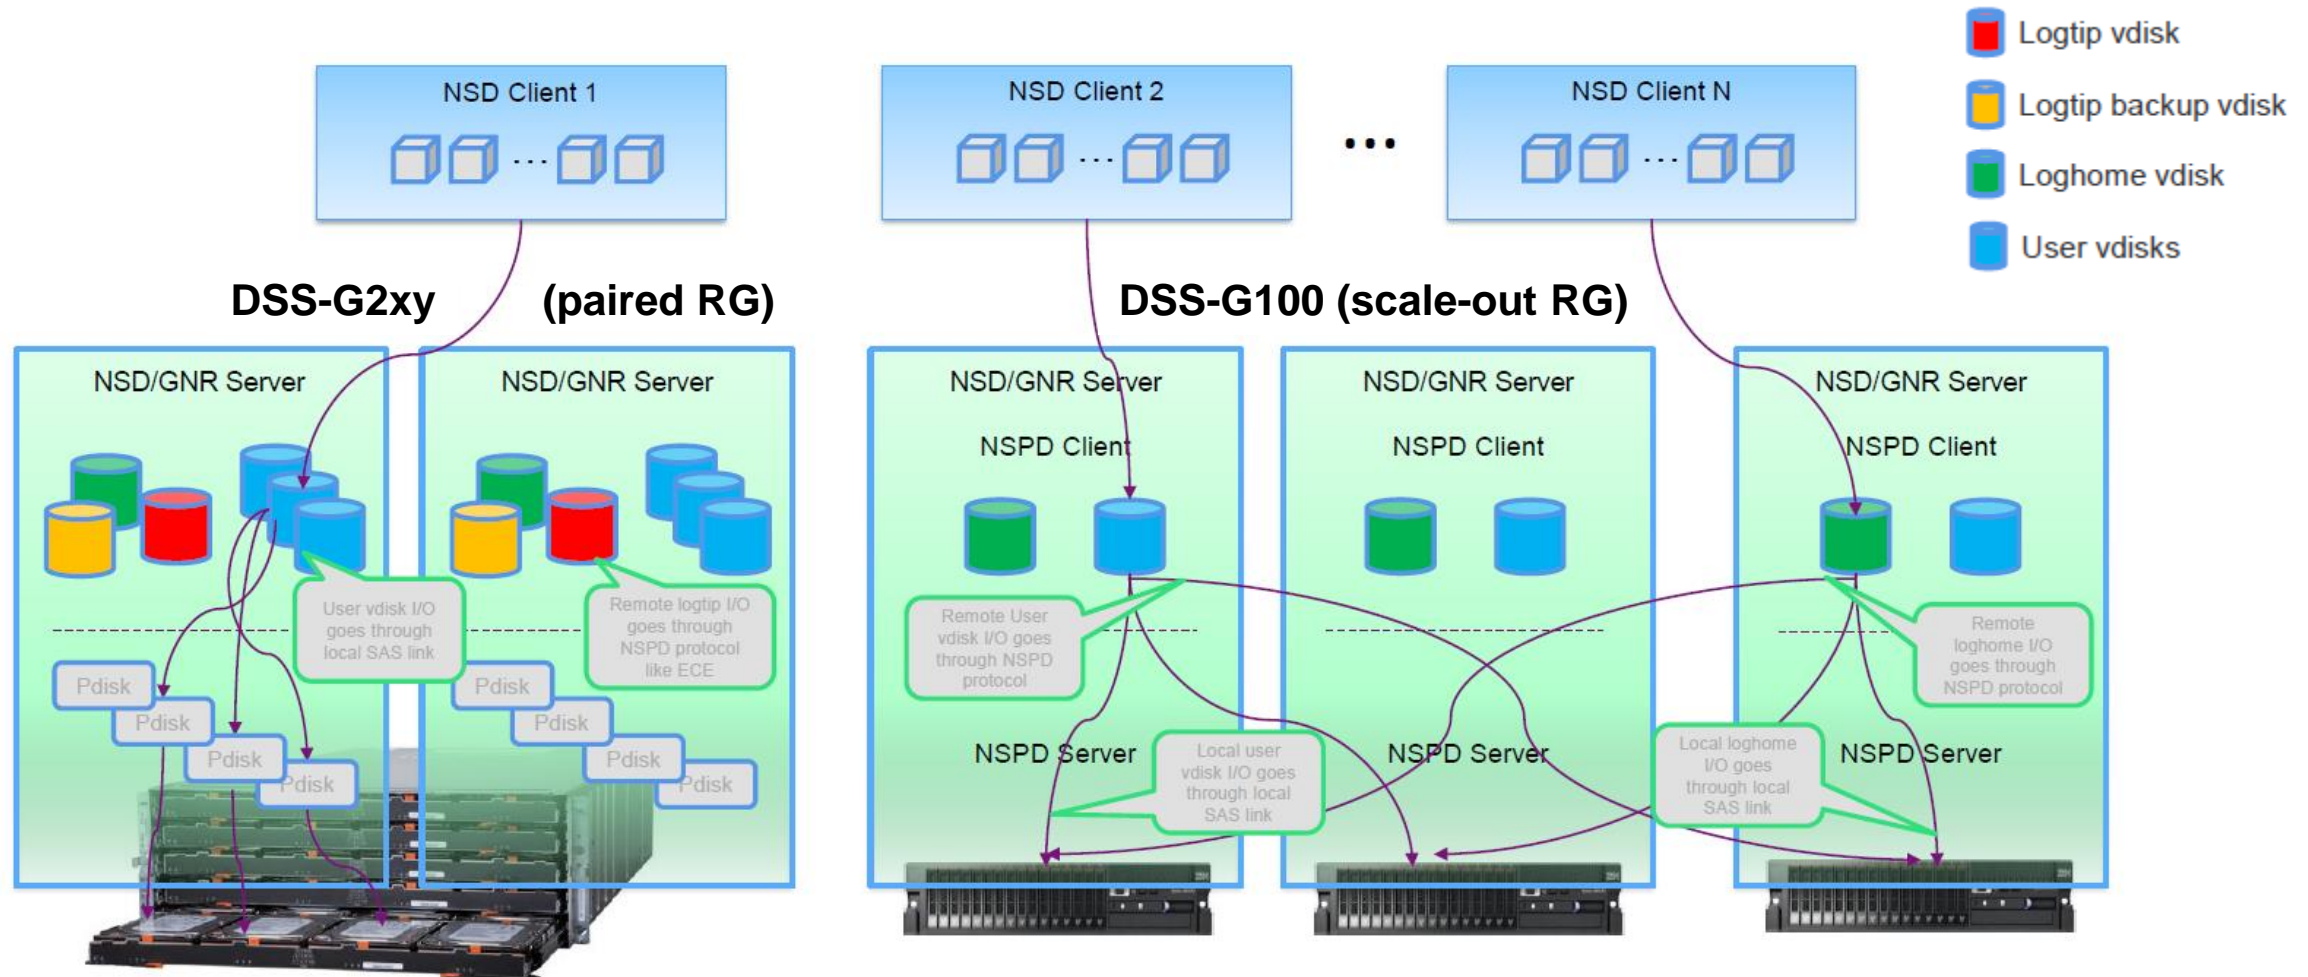 Logtip vdisk
Logtip backup vdisk
Loghome vdisk
User vdisks
NSD Client 1
...
NSD Client 2
...
...
NSD Client N
...
DSS-G2xy (paired RG)
DSS-G100 (scale-out RG)
NSD/GNR Server
User vdisk I/O
goes through
local SAS link
Pdisk
Pdisk
Pdisk
Pdisk
NSD/GNR Server
Remote logtip I/O
goes through
NSPD protocol
like ECE
Pdisk
Pdisk
Pdisk
Pdisk
NSD/GNR Server
NSPD Client
Remote User
vdisk I/O goes
through NSPD
protocol
NSPD Server
Local user
vdisk I/O goes
through local
SAS link
NSD/GNR Server
NSPD Client
NSPD Server
NSD/GNR Server
NSPD Client
Remote
loghome I/O
goes through
NSPD protocol
Local loghome
I/O goes
through local
SAS link
NSPD Server
IBM
IBM
IBM